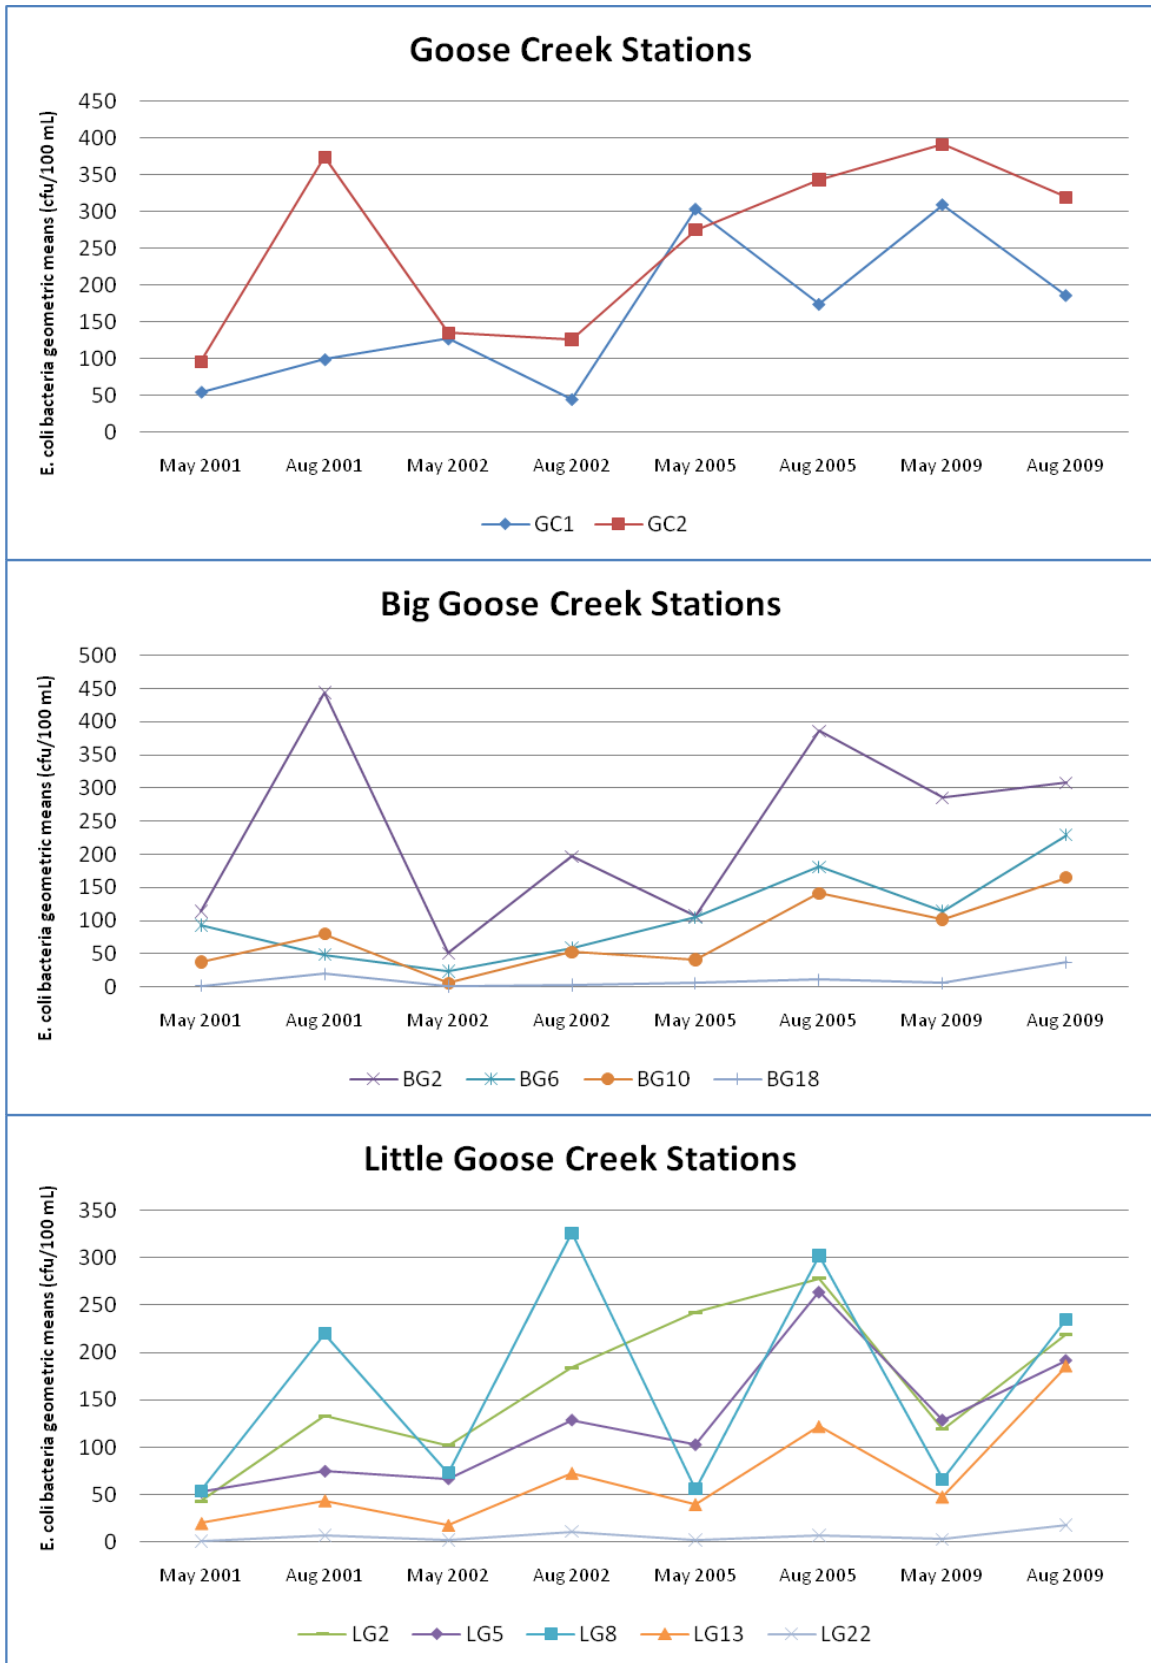 Goose Creek Stations
E. coli bacteria geometric means (cfu/100 mL)
450
400
350
300
250
200
150
100
50
0
May 2001 Aug 2001 May 2002 Aug 2002 May 2005 Aug 2005 May 2009 Aug 2009
GC1 GC2
Big Goose Creek Stations
E. coli bacteria geometric means (cfu/100 mL)
500
450
400
350
300
250
200
150
100
50
0
May 2001 Aug 2001 May 2002 Aug 2002 May 2005 Aug 2005 May 2009 Aug 2009
BG2 BG6 BG10 BG18
Little Goose Creek Stations
E. coli bacteria geometric means (cfu/100 mL)
350
300
250
200
150
100
50
0
May 2001 Aug 2001 May 2002 Aug 2002 May 2005 Aug 2005 May 2009 Aug 2009
LG2 LG5 LG8 LG13 LG22